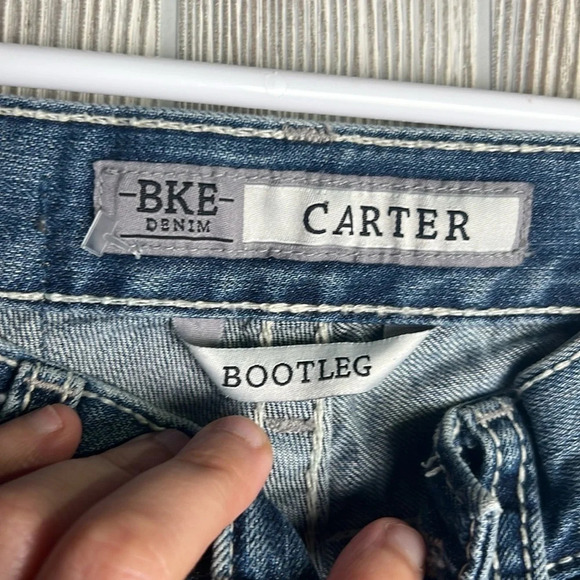 -BKE-
DENIM
CARTER
BOOTLEG